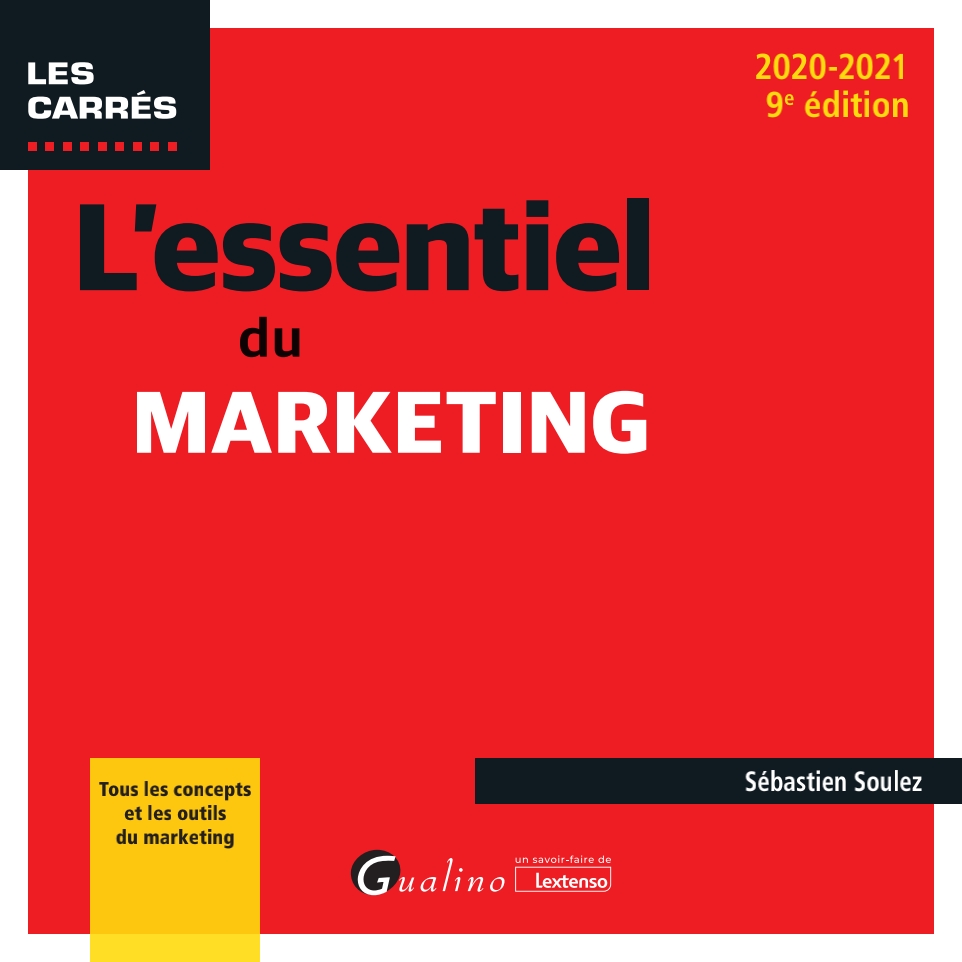 LES
CARRÉS
2020-2021
9e édition
L'essentiel
du
MARKETING
Sébastien Soulez
Tous les concepts
et les outils
du marketing
Gualino
un savoir-faire de
Lextenso